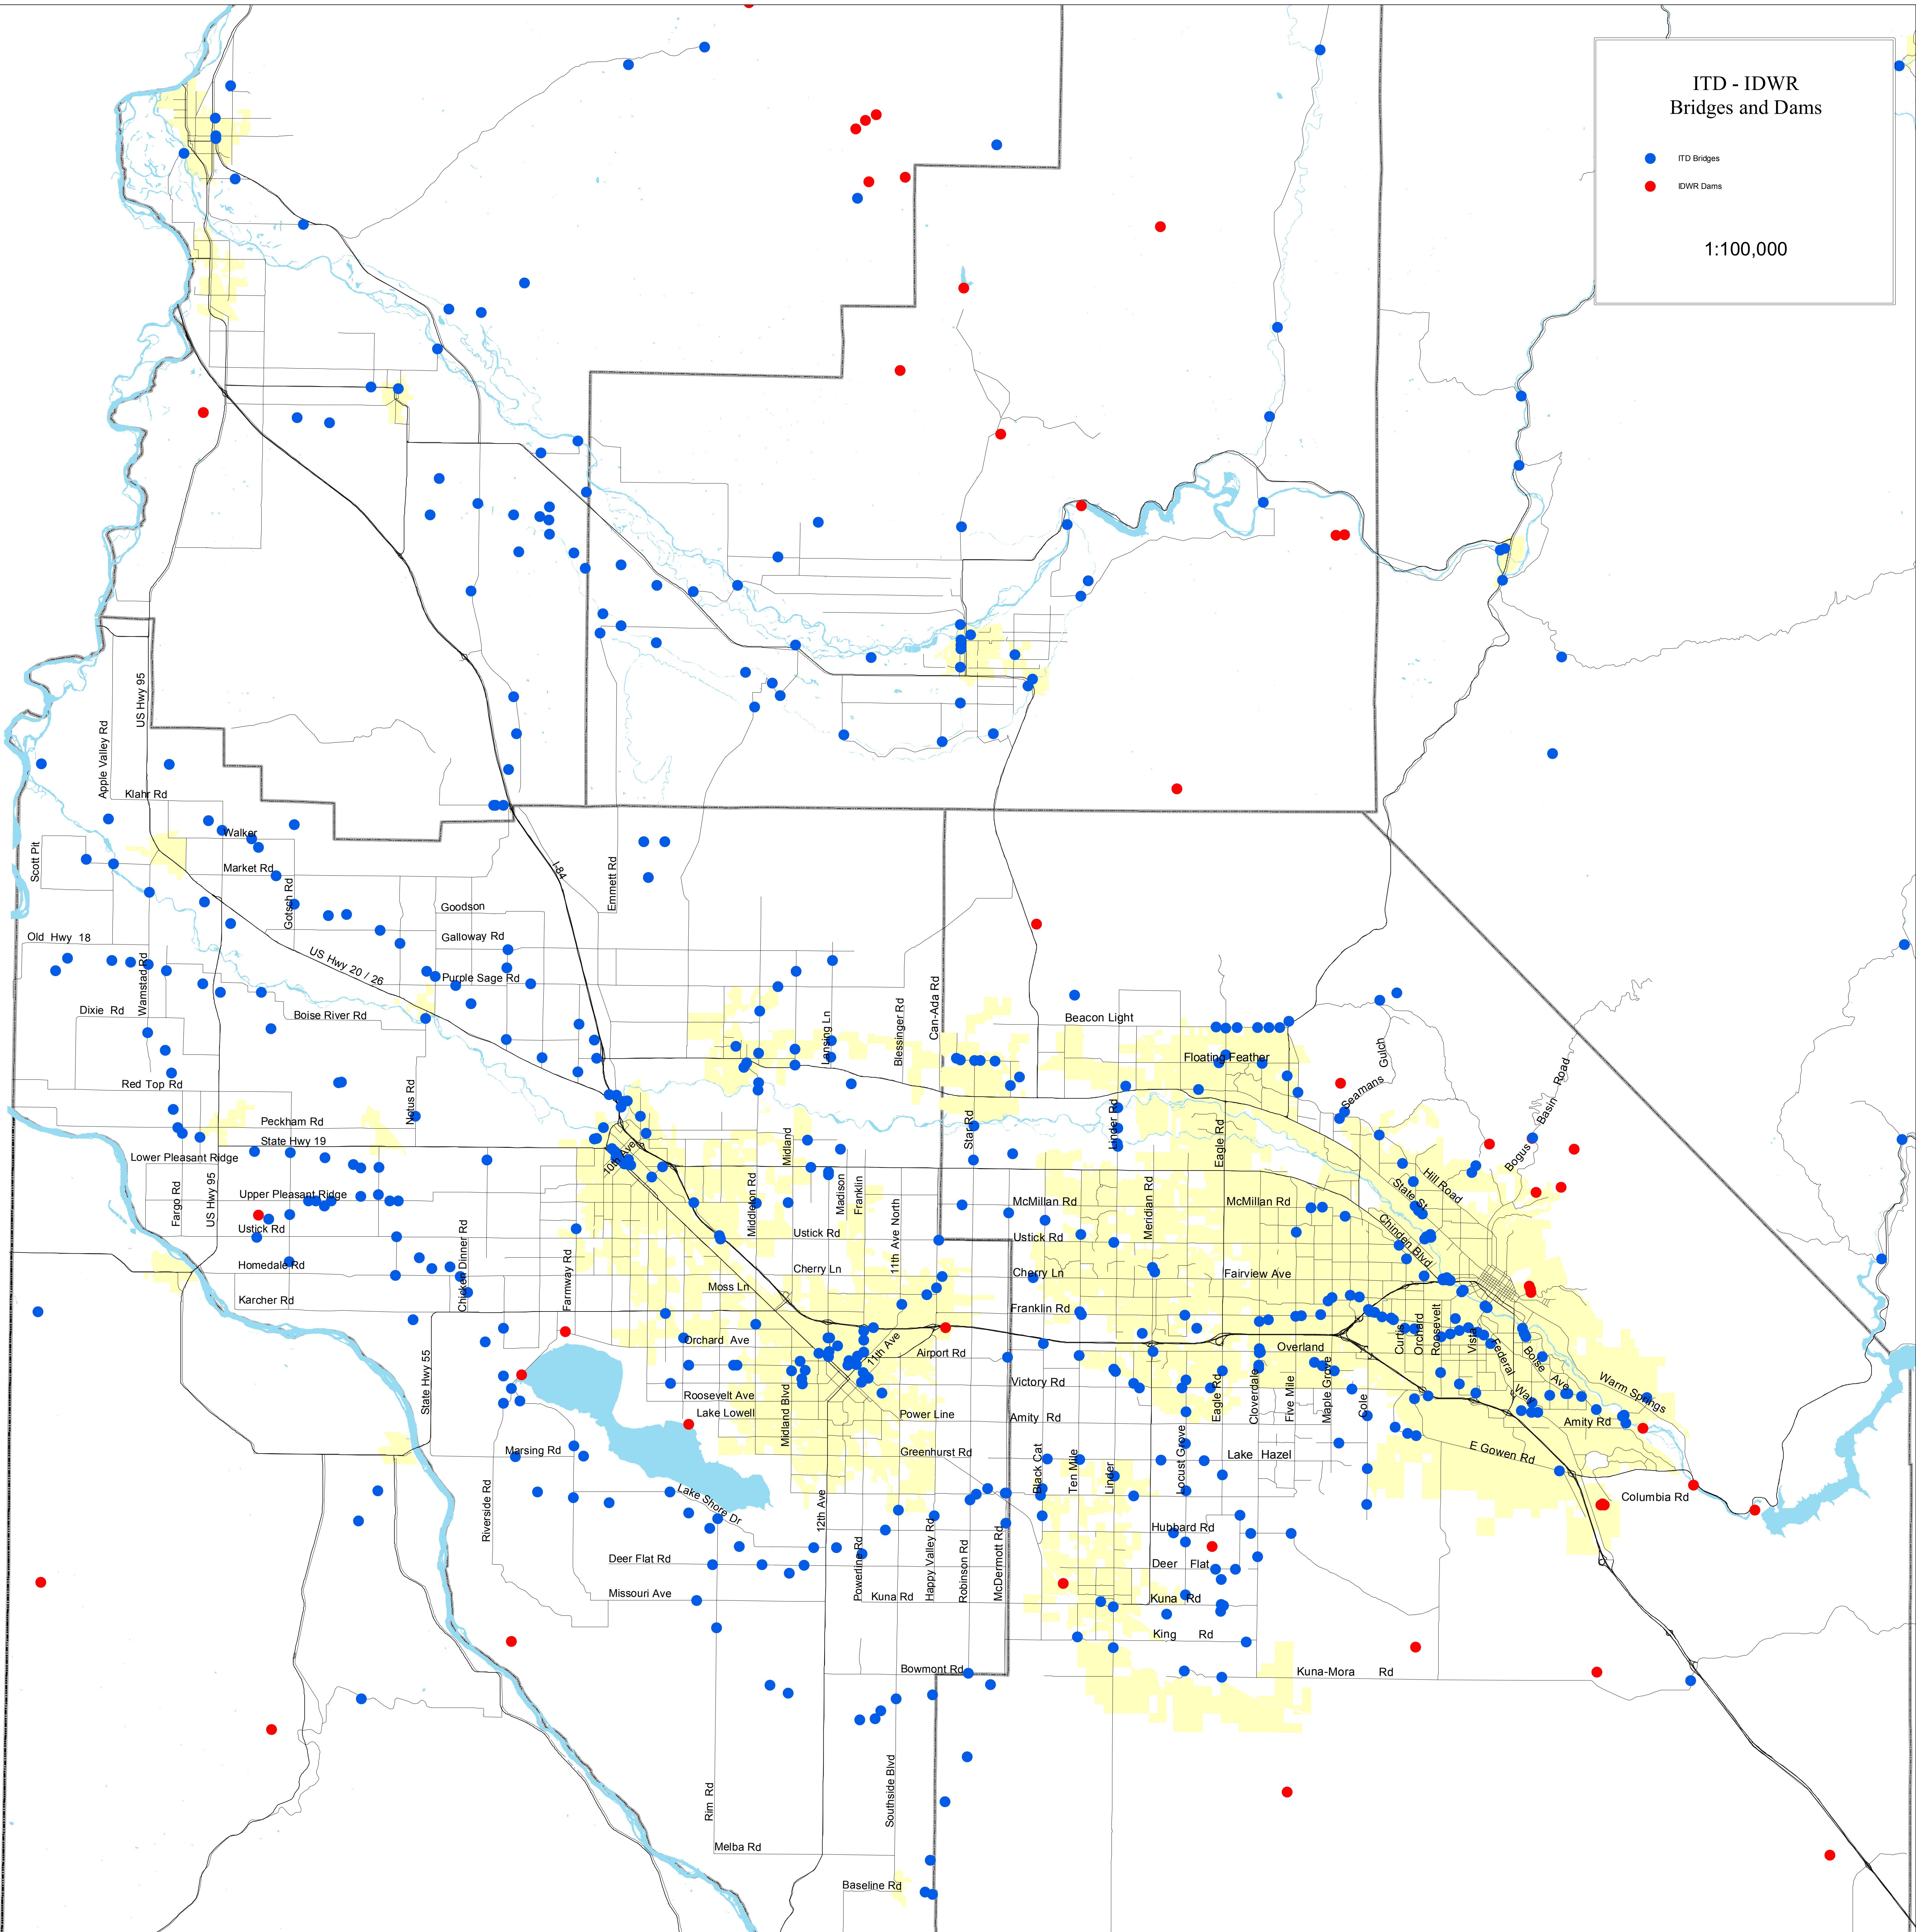 ITD - IDWR
Bridges and Dams
ITD Bridges
IDWR Dams
1:100,000
US Hwy 95
Apple Valley Rd
Klahr Rd
Walker
Scott Pit
Market Rd
Gotsch Rd
I-84
Emmett Rd
Goodson
Old Hwy 18
Galloway Rd
US Hwy 20 / 26
Purple Sage Rd
Wamstad Rd
Dixie Rd
Boise River Rd
Lansing Ln
Blessinger Rd
Can-Ada Rd
Beacon Light
Floating Feather
Seamans
Gulch
Bogus
Basin
Road
Red Top Rd
Notus Rd
Peckham Rd
State Hwy 19
Lower Pleasant Ridge
10th Ave
Midland
Star Rd
Linder Rd
Eagle Rd
Hill Road
State St
Fargo Rd
US Hwy 95
Upper Pleasant Ridge
Ustick Rd
Middleton Rd
Madison
Franklin
11th Ave North
McMillan Rd
Meridian Rd
McMillan Rd
Chinden Blvd
Ustick Rd
Ustick Rd
Homedale Rd
Chicken Dinner Rd
Farmway Rd
Cherry Ln
Cherry Ln
Fairview Ave
Moss Ln
Karcher Rd
Franklin Rd
Orchard Ave
11th Ave
Airport Rd
Overland
Curtis
Orchard
Roosevelt
Vista
Federal
Way
Boise
Ave
Warm Springs
State Hwy 55
Victory Rd
Roosevelt Ave
Lake Lowell
Midland Blvd
Power Line
Amity Rd
Eagle Rd
Cloverdale
Five Mile
Maple Grove
Cole
Amity Rd
Marsing Rd
Greenhurst Rd
Black Cat
Ten Mile
Linder
Locust Grove
Lake Hazel
E Gowen Rd
Columbia Rd
Riverside Rd
Lake Shore Dr
12th Ave
Hubbard Rd
Deer Flat Rd
Powerline Rd
Happy Valley Rd
Robinson Rd
McDermott Rd
Deer Flat
Missouri Ave
Kuna Rd
Kuna Rd
King Rd
Bowmont Rd
Kuna-Mora Rd
Rim Rd
Southside Blvd
Melba Rd
Baseline Rd